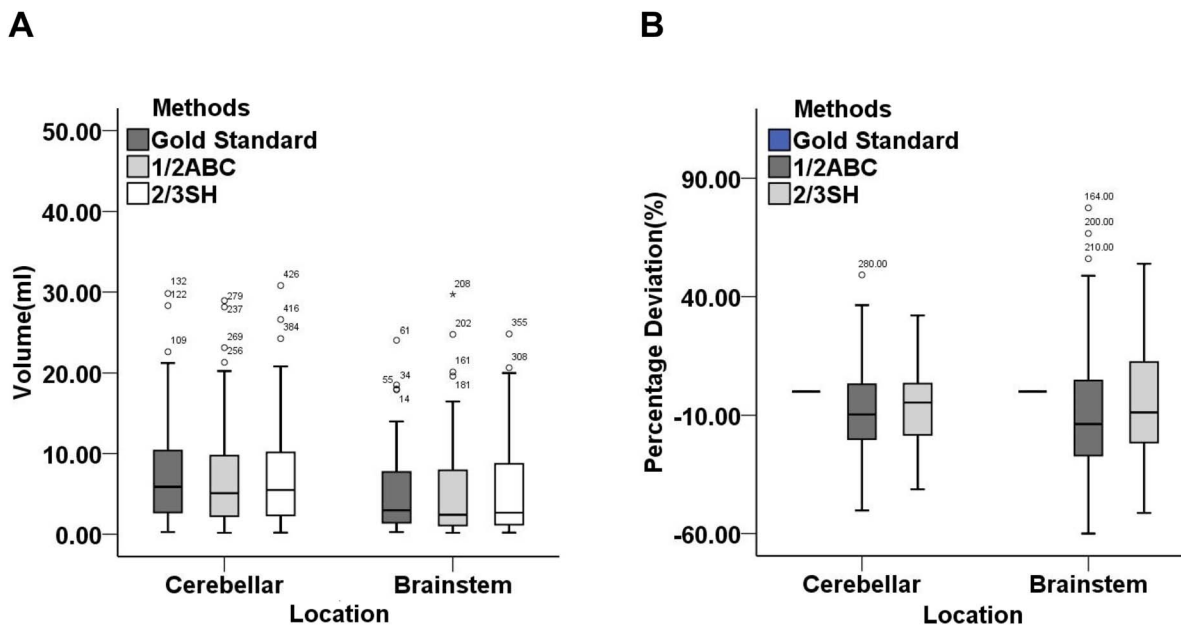 A
Methods
Gold Standard
1/2ABC
2/3SH
Volume(ml)
50.00
40.00
30.00
20.00
10.00
0.00
132
122
109
279
237
269
256
426
416
384
61
55
34
14
208
202
161
181
355
308
Cerebellar
Brainstem
Location
B
Methods
Gold Standard
1/2ABC
2/3SH
Percentage Deviation(%)
90.00
40.00
-10.00
-60.00
280.00
164.00
200.00
210.00
Cerebellar
Brainstem
Location